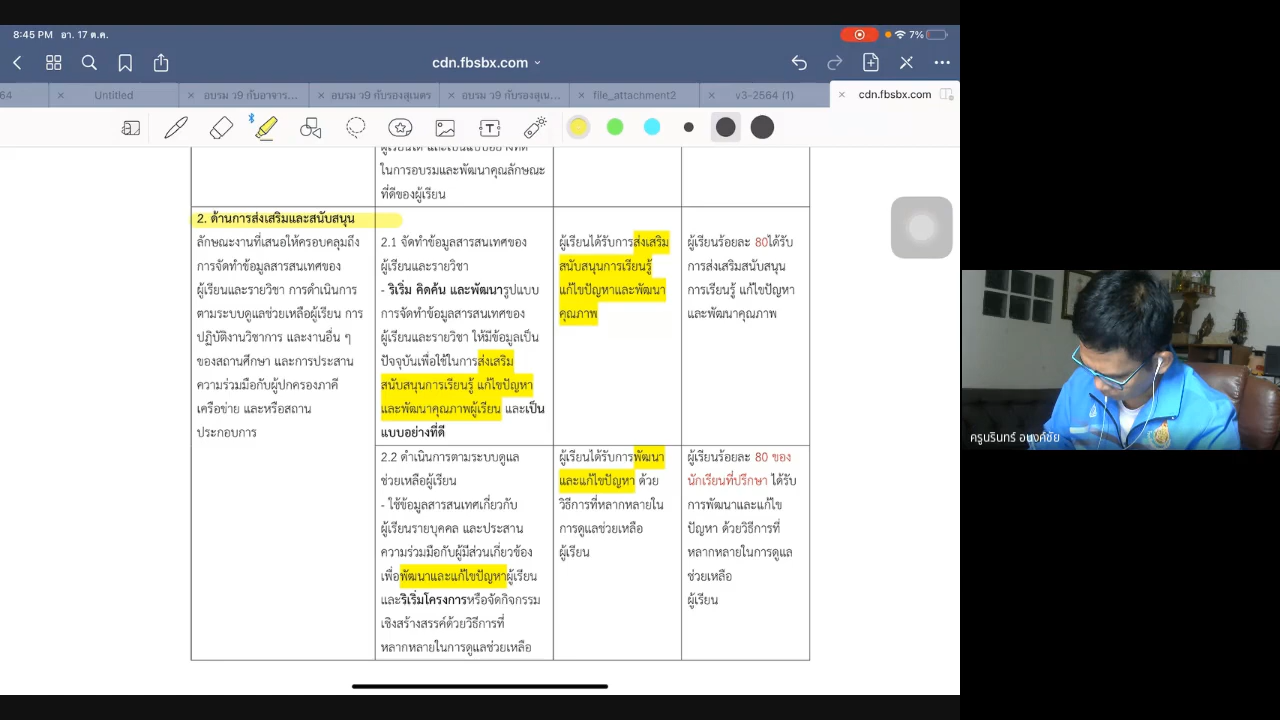 8:45 PM อา. 17 ต.ค.
7%
cdn.fbsbx.com
64
Untitled
อบรม ว9 กับอาจาร...
อบรม ว9 กับรองสุเนตร
อบรม ว9 กับรองสุเน...
file_attachment2
v3-2564 (1)
cdn.fbsbx.com
ผู้เรียนได้ และเป็นแบบอย่างที่ดี
ในการอบรมและพัฒนาคุณลักษณะ
ที่ดีของผู้เรียน
2. ด้านการส่งเสริมและสนับสนุน
ลักษณะงานที่เสนอให้ครอบคลุมถึง
การจัดทำข้อมูลสารสนเทศของ
ผู้เรียนและรายวิชา การดำเนินการ
ตามระบบดูแลช่วยเหลือผู้เรียน การ
ปฏิบัติงานวิชาการ และงานอื่น ๆ
ของสถานศึกษา และการประสาน
ความร่วมมือกับผู้ปกครองภาคี
เครือข่าย และหรือสถาน
ประกอบการ
2.1 จัดทำข้อมูลสารสนเทศของ
ผู้เรียนและรายวิชา
- ริเริ่ม คิดค้น และพัฒนารูปแบบ
การจัดทำข้อมูลสารสนเทศของ
ผู้เรียนและรายวิชา ให้มีข้อมูลเป็น
ปัจจุบันเพื่อใช้ในการส่งเสริม
สนับสนุนการเรียนรู้ แก้ไขปัญหา
และพัฒนาคุณภาพผู้เรียน และเป็น
แบบอย่างที่ดี
ผู้เรียนได้รับการส่งเสริม
สนับสนุนการเรียนรู้
แก้ไขปัญหาและพัฒนา
คุณภาพ
ผู้เรียนร้อยละ 80ได้รับ
การส่งเสริมสนับสนุน
การเรียนรู้ แก้ไขปัญหา
และพัฒนาคุณภาพ
2.2 ดำเนินการตามระบบดูแล
ช่วยเหลือผู้เรียน
- ใช้ข้อมูลสารสนเทศเกี่ยวกับ
ผู้เรียนรายบุคคล และประสาน
ความร่วมมือกับผู้มีส่วนเกี่ยวข้อง
เพื่อพัฒนาและแก้ไขปัญหาผู้เรียน
และริเริ่มโครงการหรือจัดกิจกรรม
เชิงสร้างสรรค์ด้วยวิธีการที่
หลากหลายในการดูแลช่วยเหลือ
ผู้เรียนได้รับการพัฒนา
และแก้ไขปัญหา ด้วย
วิธีการที่หลากหลายใน
การดูแลช่วยเหลือ
ผู้เรียน
ผู้เรียนร้อยละ 80 ของ
นักเรียนที่ปรึกษา ได้รับ
การพัฒนาและแก้ไข
ปัญหา ด้วยวิธีการที่
หลากหลายในการดูแล
ช่วยเหลือ
ผู้เรียน
ครูนรินทร์ อนงค์ชัย